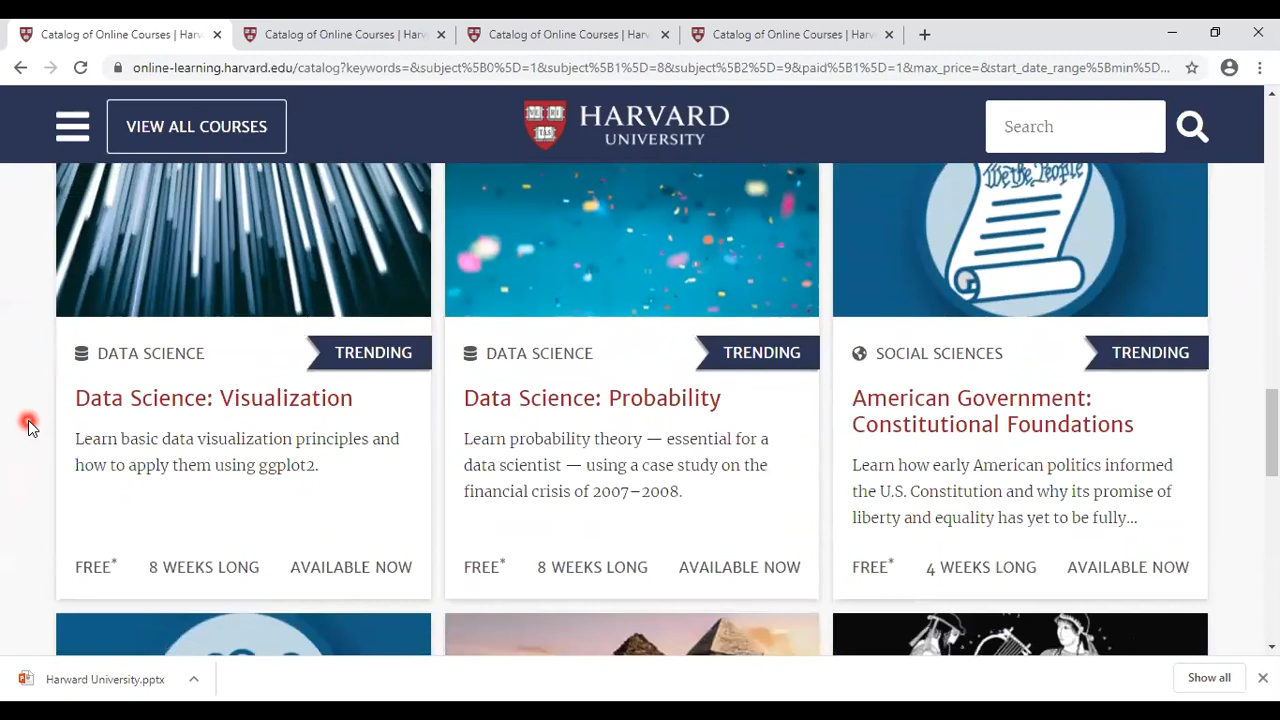 Catalog of Online Courses | Harv
Catalog of Online Courses | Harv
Catalog of Online Courses | Harv
Catalog of Online Courses | Harv
online-learning.harvard.edu/catalog?keywords=&subject%5B0%5D=1&subject%5B1%5D=8&subject%5B2%5D=9&paid%5B1%5D=1&max_price=&start_date_range%5Bmin%5D...
VIEW ALL COURSES
HARVARD
UNIVERSITY
Search
We the People
DATA SCIENCE
TRENDING
Data Science: Visualization
Learn basic data visualization principles and
how to apply them using ggplot2.
FREE*
8 WEEKS LONG
AVAILABLE NOW
DATA SCIENCE
TRENDING
Data Science: Probability
Learn probability theory — essential for a
data scientist — using a case study on the
financial crisis of 2007–2008.
FREE*
8 WEEKS LONG
AVAILABLE NOW
SOCIAL SCIENCES
TRENDING
American Government:
Constitutional Foundations
Learn how early American politics informed
the U.S. Constitution and why its promise of
liberty and equality has yet to be fully...
FREE*
4 WEEKS LONG
AVAILABLE NOW
Harward University.pptx
Show all